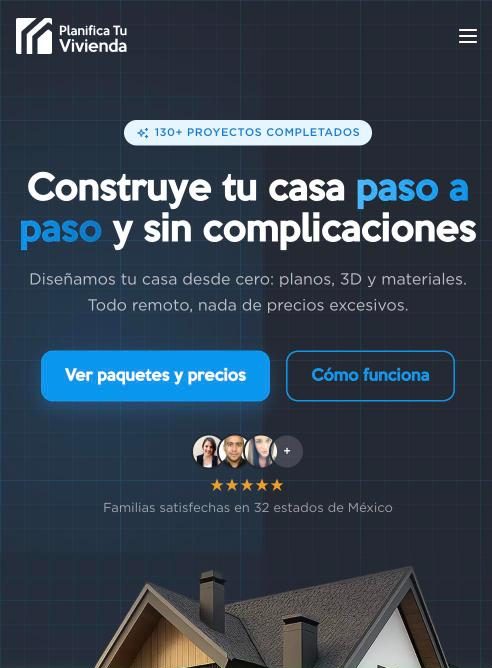 Planifica Tu
Vivienda
130+ PROYECTOS COMPLETADOS
Construye tu casa paso a
paso y sin complicaciones
Diseñamos tu casa desde cero: planos, 3D y materiales.
Todo remoto, nada de precios excesivos.
Ver paquetes y precios
Cómo funciona
+
Familias satisfechas en 32 estados de México